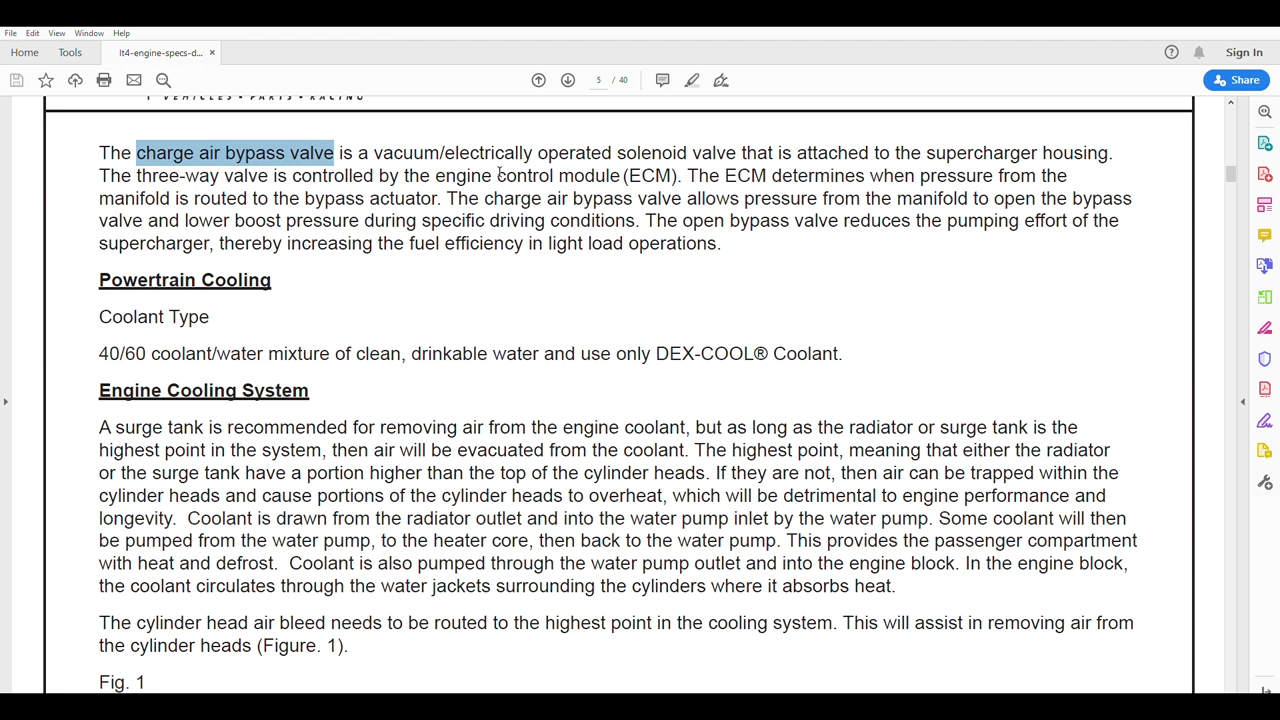 File Edit View Window Help
Home Tools lt4-engine-specs-d... × Sign In
5 / 40 Share
VEHICLES • PARTS • RACING
The charge air bypass valve is a vacuum/electrically operated solenoid valve that is attached to the supercharger housing.
The three-way valve is controlled by the engine control module (ECM). The ECM determines when pressure from the
manifold is routed to the bypass actuator. The charge air bypass valve allows pressure from the manifold to open the bypass
valve and lower boost pressure during specific driving conditions. The open bypass valve reduces the pumping effort of the
supercharger, thereby increasing the fuel efficiency in light load operations.
Powertrain Cooling
Coolant Type
40/60 coolant/water mixture of clean, drinkable water and use only DEX-COOL® Coolant.
Engine Cooling System
A surge tank is recommended for removing air from the engine coolant, but as long as the radiator or surge tank is the
highest point in the system, then air will be evacuated from the coolant. The highest point, meaning that either the radiator
or the surge tank have a portion higher than the top of the cylinder heads. If they are not, then air can be trapped within the
cylinder heads and cause portions of the cylinder heads to overheat, which will be detrimental to engine performance and
longevity. Coolant is drawn from the radiator outlet and into the water pump inlet by the water pump. Some coolant will then
be pumped from the water pump, to the heater core, then back to the water pump. This provides the passenger compartment
with heat and defrost. Coolant is also pumped through the water pump outlet and into the engine block. In the engine block,
the coolant circulates through the water jackets surrounding the cylinders where it absorbs heat.
The cylinder head air bleed needs to be routed to the highest point in the cooling system. This will assist in removing air from
the cylinder heads (Figure. 1).
Fig. 1